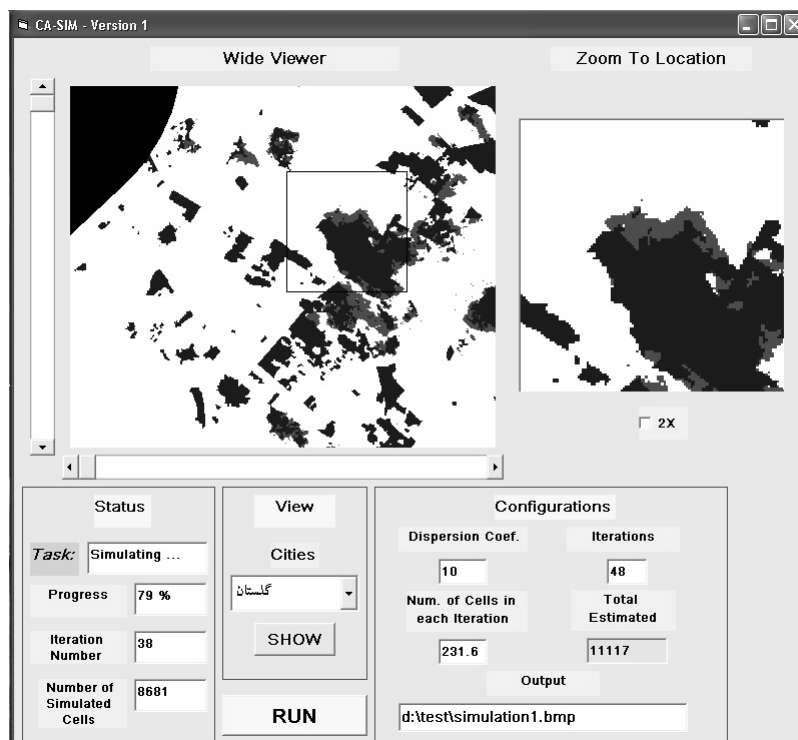 CA-SIM - Version 1
Wide Viewer
Zoom To Location
2X
Status
Task:
Simulating ...
Progress
79 %
Iteration
Number
38
Number of
Simulated
Cells
8681
View
Cities
گلستان
SHOW
RUN
Configurations
Dispersion Coef.
10
Iterations
48
Num. of Cells in
each Iteration
231.6
Total
Estimated
11117
Output
d:\test\simulation1.bmp